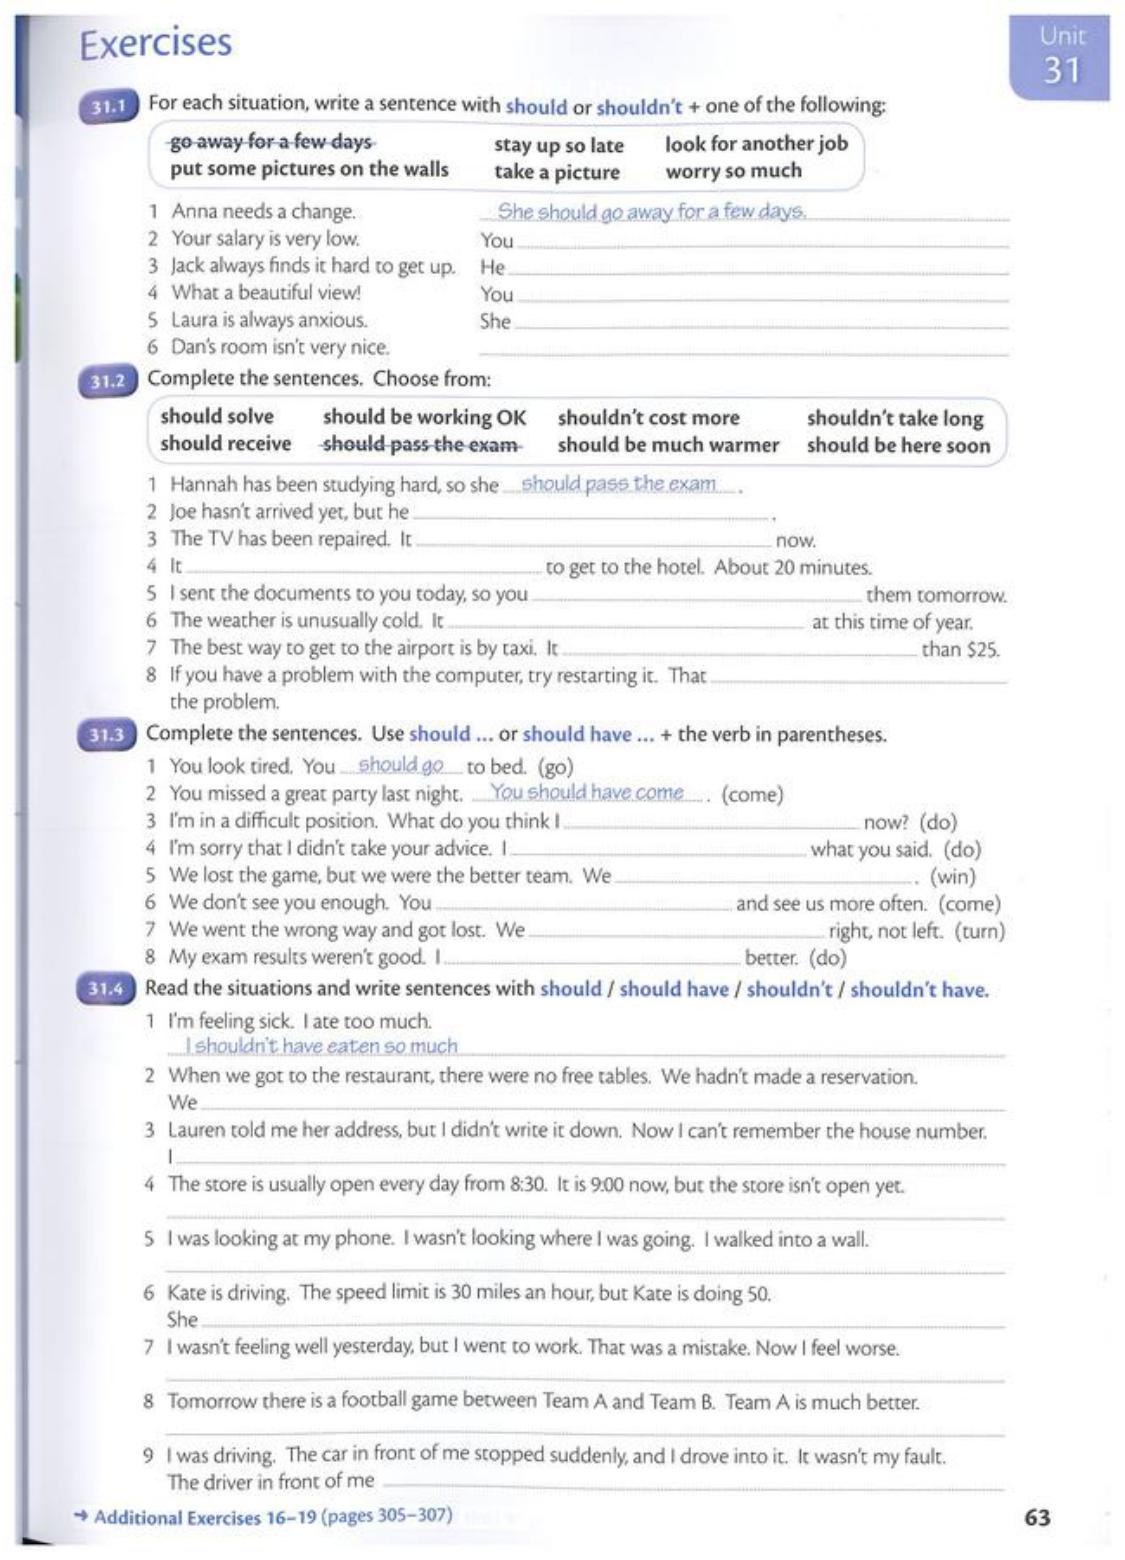 Exercises
Unit
31
31.1 For each situation, write a sentence with should or shouldn't + one of the following:
go away for a few days stay up so late look for another job
put some pictures on the walls take a picture worry so much
1 Anna needs a change. She should go away for a few days.
2 Your salary is very low. You
3 Jack always finds it hard to get up. He
4 What a beautiful view! You
5 Laura is always anxious. She
6 Dan's room isn't very nice.
31.2 Complete the sentences. Choose from:
should solve should be working OK shouldn't cost more shouldn't take long
should receive should pass the exam should be much warmer should be here soon
1 Hannah has been studying hard, so she should pass the exam .
2 Joe hasn't arrived yet, but he .
3 The TV has been repaired. It now.
4 It to get to the hotel. About 20 minutes.
5 I sent the documents to you today, so you them tomorrow.
6 The weather is unusually cold. It at this time of year.
7 The best way to get to the airport is by taxi. It than $25.
8 If you have a problem with the computer, try restarting it. That
the problem.
31.3 Complete the sentences. Use should ... or should have ... + the verb in parentheses.
1 You look tired. You should go to bed. (go)
2 You missed a great party last night. You should have come . (come)
3 I'm in a difficult position. What do you think I now? (do)
4 I'm sorry that I didn't take your advice. I what you said. (do)
5 We lost the game, but we were the better team. We . (win)
6 We don't see you enough. You and see us more often. (come)
7 We went the wrong way and got lost. We right, not left. (turn)
8 My exam results weren't good. I better. (do)
31.4 Read the situations and write sentences with should / should have / shouldn't / shouldn't have.
1 I'm feeling sick. I ate too much.
I shouldn't have eaten so much
2 When we got to the restaurant, there were no free tables. We hadn't made a reservation.
We
3 Lauren told me her address, but I didn't write it down. Now I can't remember the house number.
I
4 The store is usually open every day from 8:30. It is 9:00 now, but the store isn't open yet.
5 I was looking at my phone. I wasn't looking where I was going. I walked into a wall.
6 Kate is driving. The speed limit is 30 miles an hour, but Kate is doing 50.
She
7 I wasn't feeling well yesterday, but I went to work. That was a mistake. Now I feel worse.
8 Tomorrow there is a football game between Team A and Team B. Team A is much better.
9 I was driving. The car in front of me stopped suddenly, and I drove into it. It wasn't my fault.
The driver in front of me
→ Additional Exercises 16–19 (pages 305–307) 63